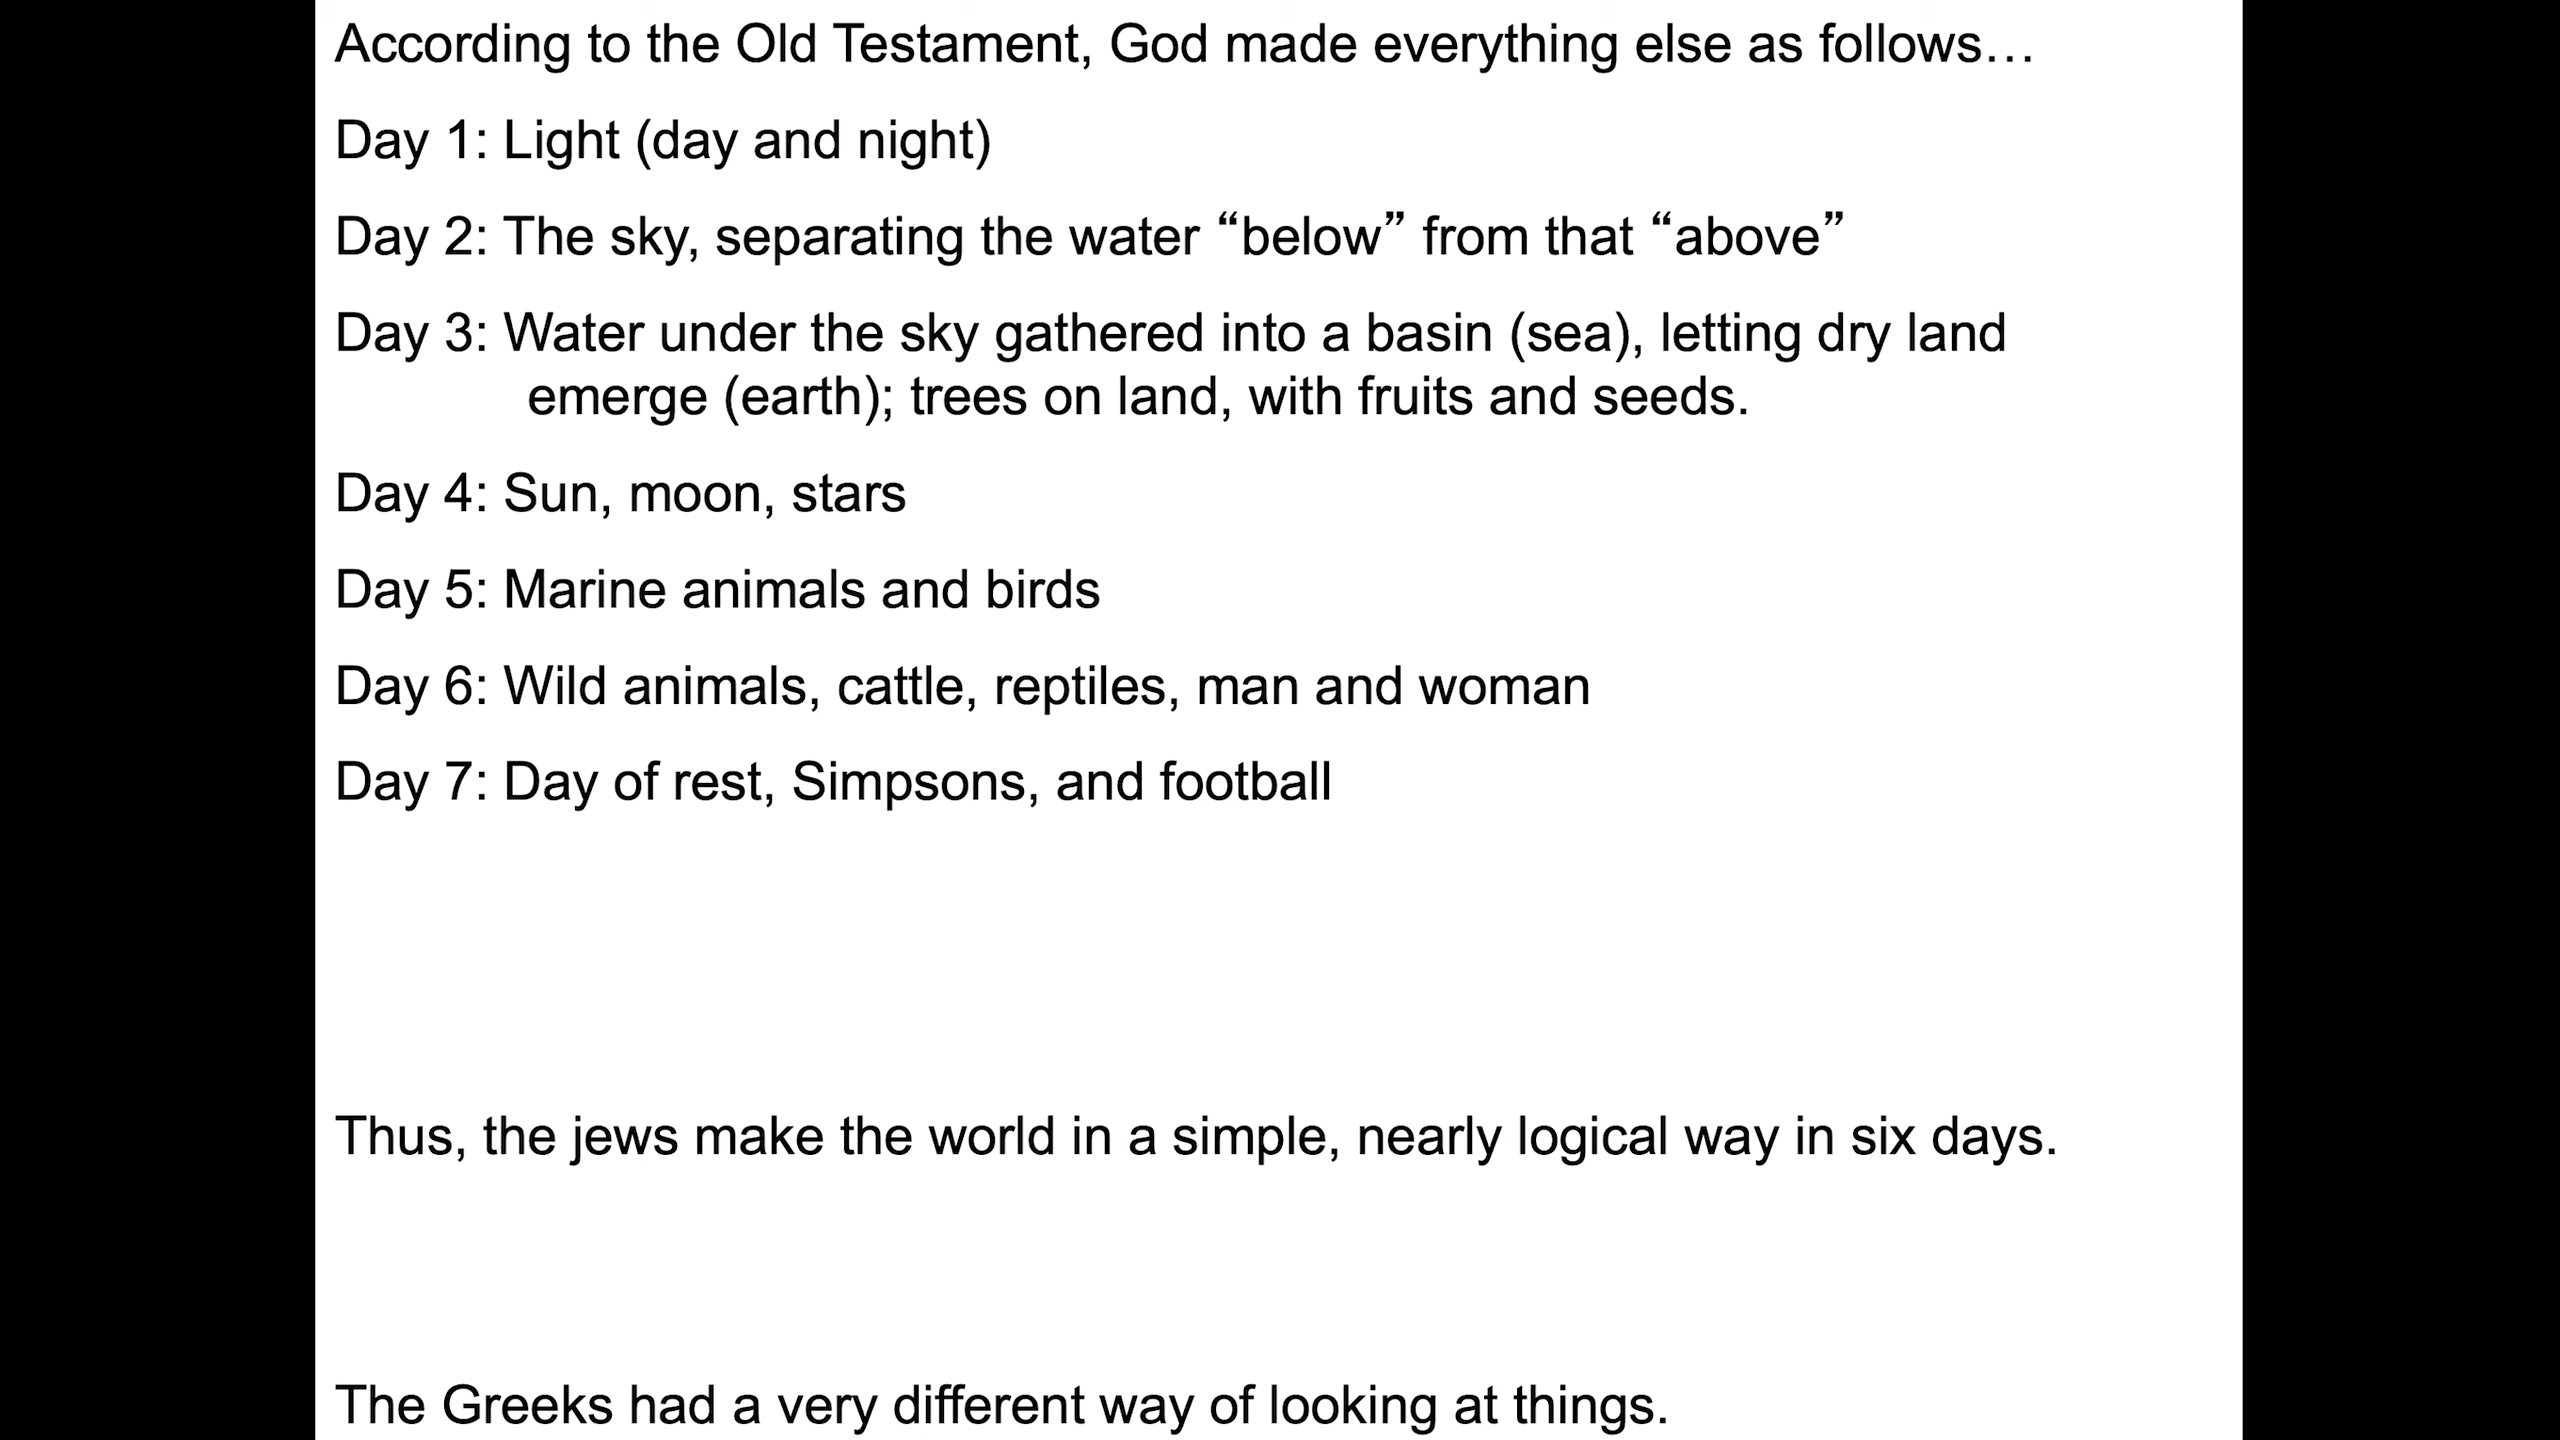 According to the Old Testament, God made everything else as follows…
Day 1: Light (day and night)
Day 2: The sky, separating the water “below” from that “above”
Day 3: Water under the sky gathered into a basin (sea), letting dry land
emerge (earth); trees on land, with fruits and seeds.
Day 4: Sun, moon, stars
Day 5: Marine animals and birds
Day 6: Wild animals, cattle, reptiles, man and woman
Day 7: Day of rest, Simpsons, and football
Thus, the jews make the world in a simple, nearly logical way in six days.
The Greeks had a very different way of looking at things.